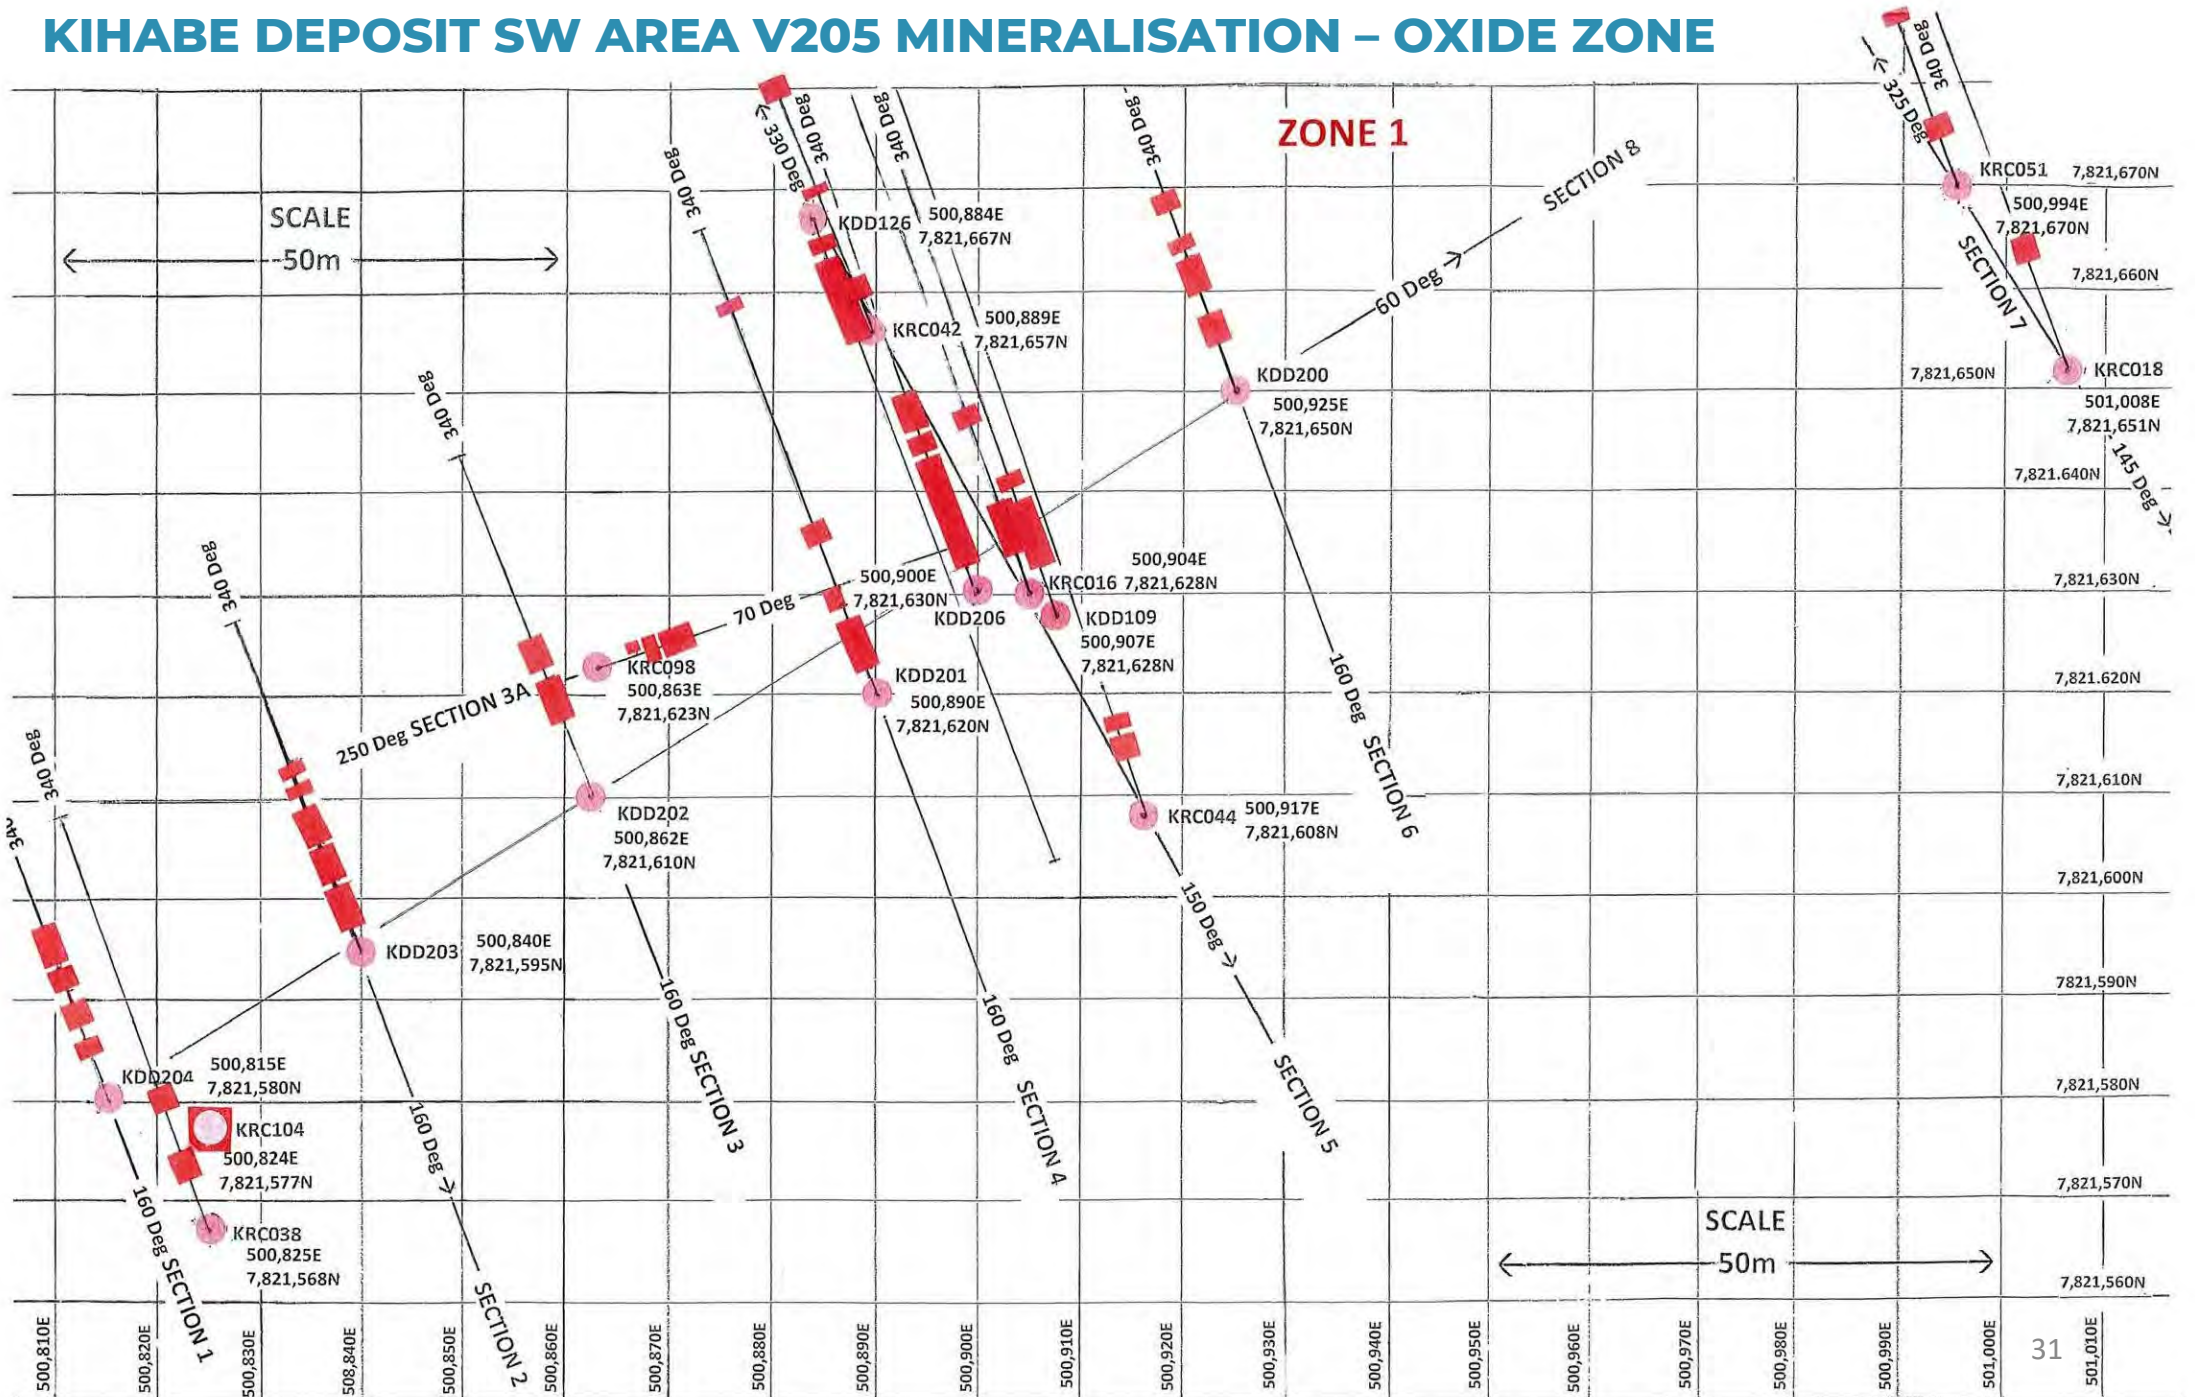 KIHABE DEPOSIT SW AREA V205 MINERALISATION – OXIDE ZONE
340 Deg
325 Deg
340 Deg
330 Deg
340 Deg
340 Deg
340 Deg
ZONE 1
SECTION 8
60 Deg
SCALE
50m
KRC051
7,821,670N
500,994E
7,821,670N
SECTION 7
7,821,660N
KDD126
500,884E
7,821,667N
KRC042
500,889E
7,821,657N
KDD200
500,925E
7,821,650N
7,821,650N
KRC018
501,008E
7,821,651N
145 Deg
7,821.640N
340 Deg
340 Deg
70 Deg
500,900E
7,821,630N
KDD206
500,904E
KRC016
7,821,628N
KDD109
500,907E
7,821,628N
7,821,630N
KRC098
500,863E
7,821,623N
250 Deg SECTION 3A
KDD201
500,890E
7,821,620N
7,821.620N
160 Deg SECTION 6
340 Deg
KDD202
500,862E
7,821,610N
KRC044
500,917E
7,821,608N
7,821,610N
340
150 Deg
SECTION 5
7,821,600N
KDD203
500,840E
7,821,595N
7821,590N
160 Deg SECTION 3
160 Deg SECTION 4
KDD204
500,815E
7,821,580N
7,821,580N
KRC104
500,824E
7,821,577N
160 Deg
SECTION 2
7,821,570N
KRC038
500,825E
7,821,568N
160 Deg SECTION 1
SCALE
50m
7,821,560N
500,810E
500,820E
500,830E
508,840E
500,850E
500,860E
500,870E
500,880E
500,890E
500,900E
500,910E
500,920E
500,930E
500,940E
500,950E
500,960E
500,970E
500,980E
500,990E
501,000E
501,010E
31